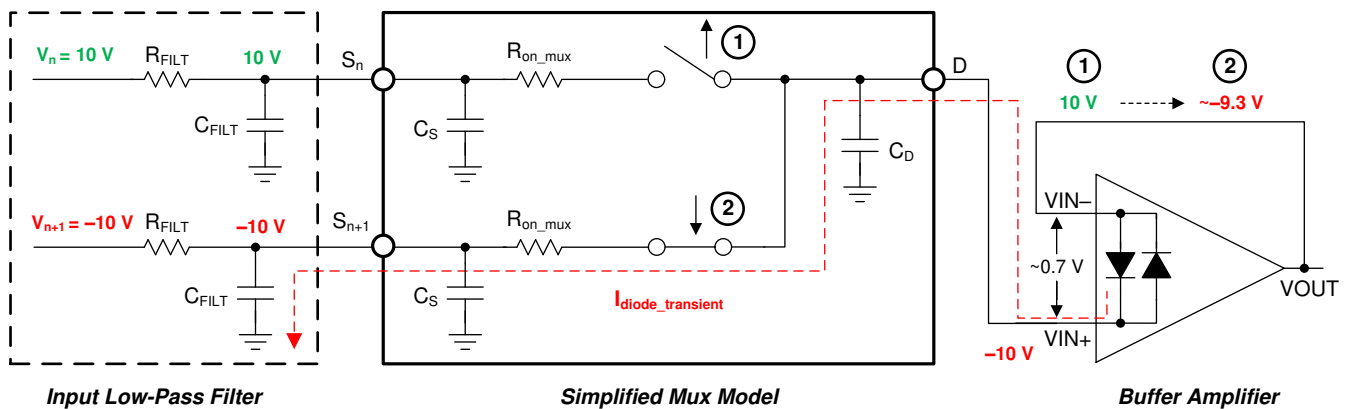 Vn = 10 V
RFILT
10 V
Sn
Ron_mux
1
D
1
2
10 V
~–9.3 V
CFILT
CS
CD
Vn+1 = –10 V
RFILT
–10 V
Sn+1
Ron_mux
2
VIN–
~0.7 V
VOUT
CFILT
CS
Idiode_transient
VIN+
–10 V
Input Low-Pass Filter
Simplified Mux Model
Buffer Amplifier